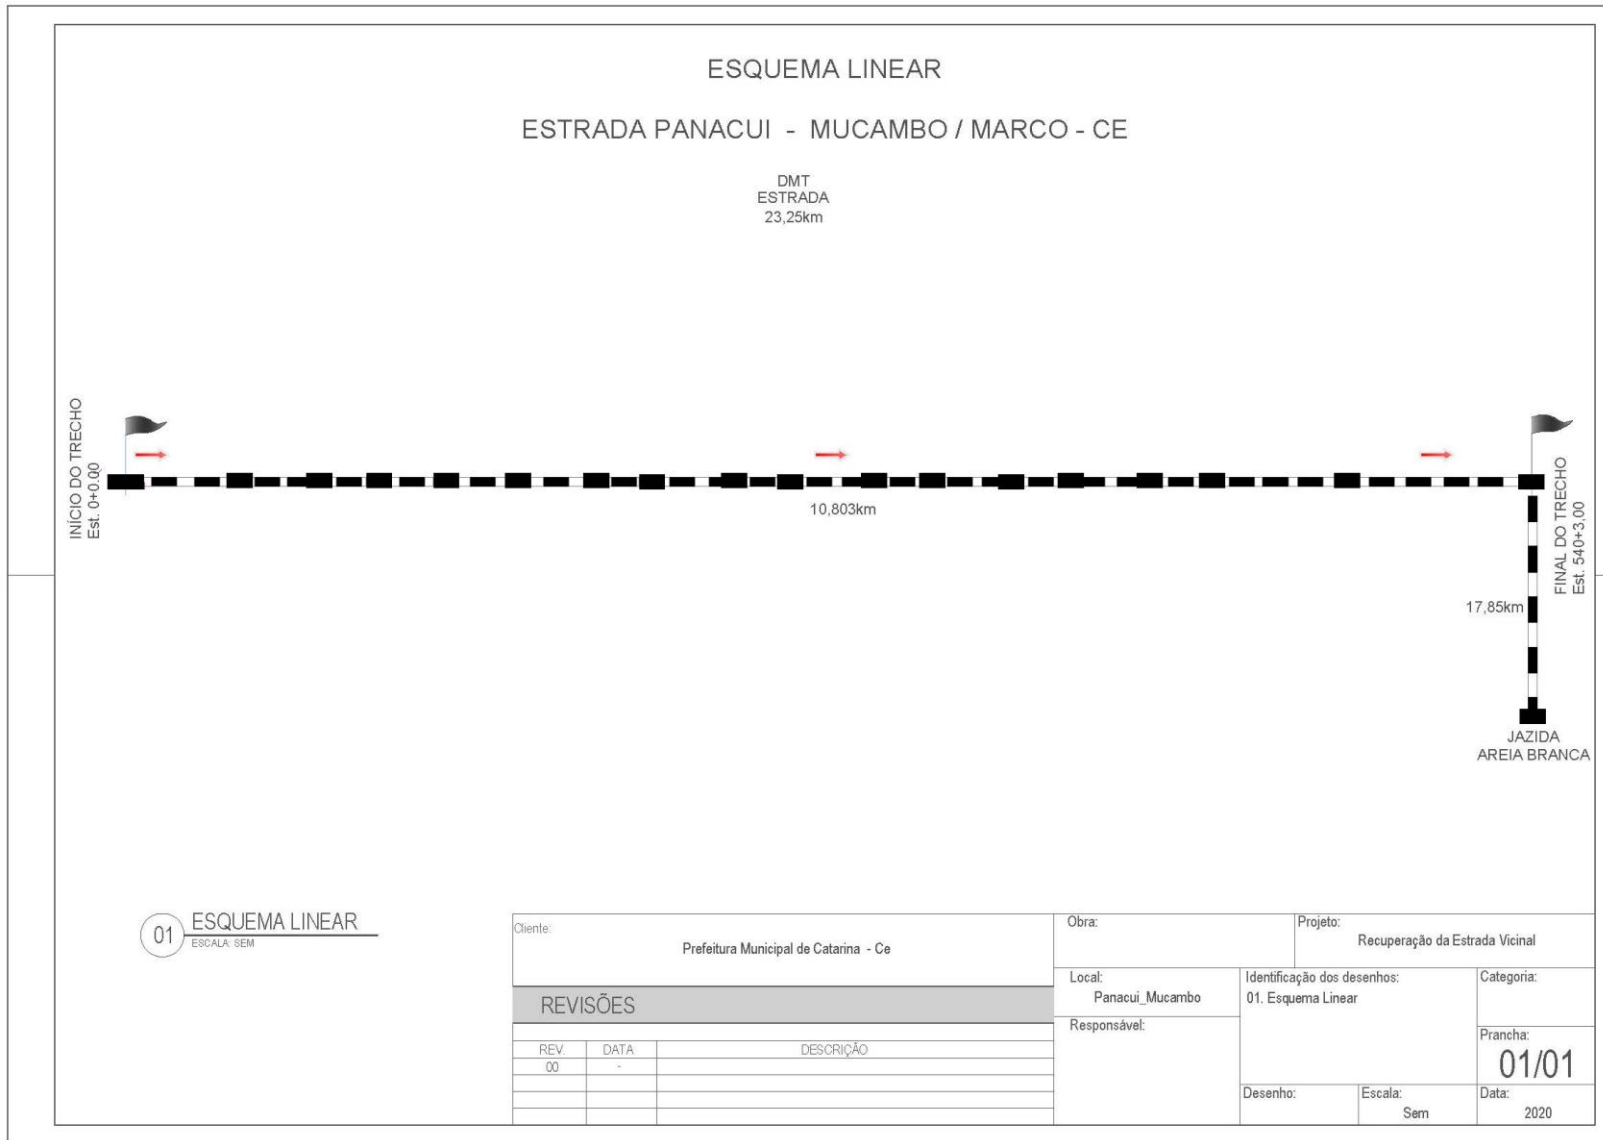 ESQUEMA LINEAR
ESTRADA PANACUI - MUCAMBO / MARCO - CE
DMT
ESTRADA
23,25km
INÍCIO DO TRECHO
Est. 0+0.00
10,803km
FINAL DO TRECHO
Est. 540+3,00
17,85km
JAZIDA
AREIA BRANCA
01
ESQUEMA LINEAR
ESCALA: SEM
Cliente:
Prefeitura Municipal de Catarina - Ce
REVISÕES
REV. DATA DESCRIÇÃO
00 -
Obra:
Projeto:
Recuperação da Estrada Vicinal
Local:
Panacui_Mucambo
Identificação dos desenhos:
01. Esquema Linear
Categoria:
Responsável:
Prancha:
01/01
Desenho:
Escala:
Sem
Data:
2020